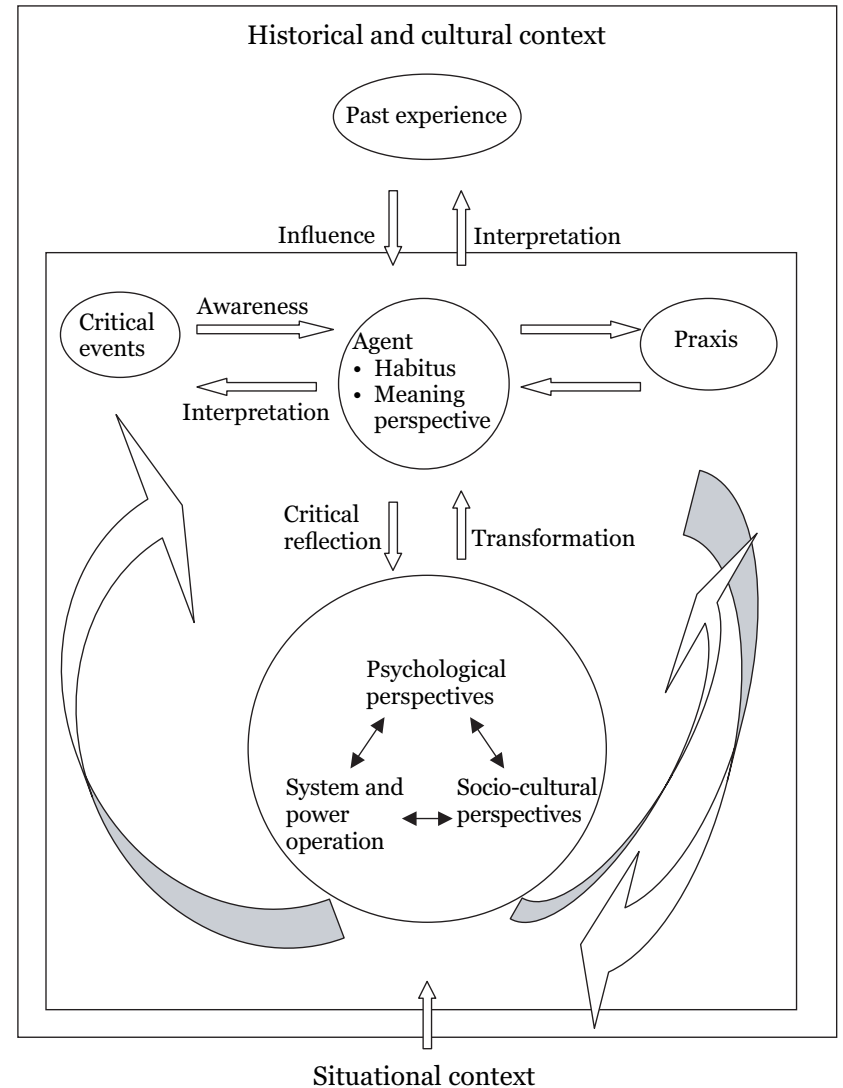 Historical and cultural context
Past experience
Influence
Interpretation
Critical
events
Awareness
Interpretation
Agent
• Habitus
• Meaning
perspective
Praxis
Critical
reflection
Transformation
Psychological
perspectives
System and
power
operation
Socio-cultural
perspectives
Situational context